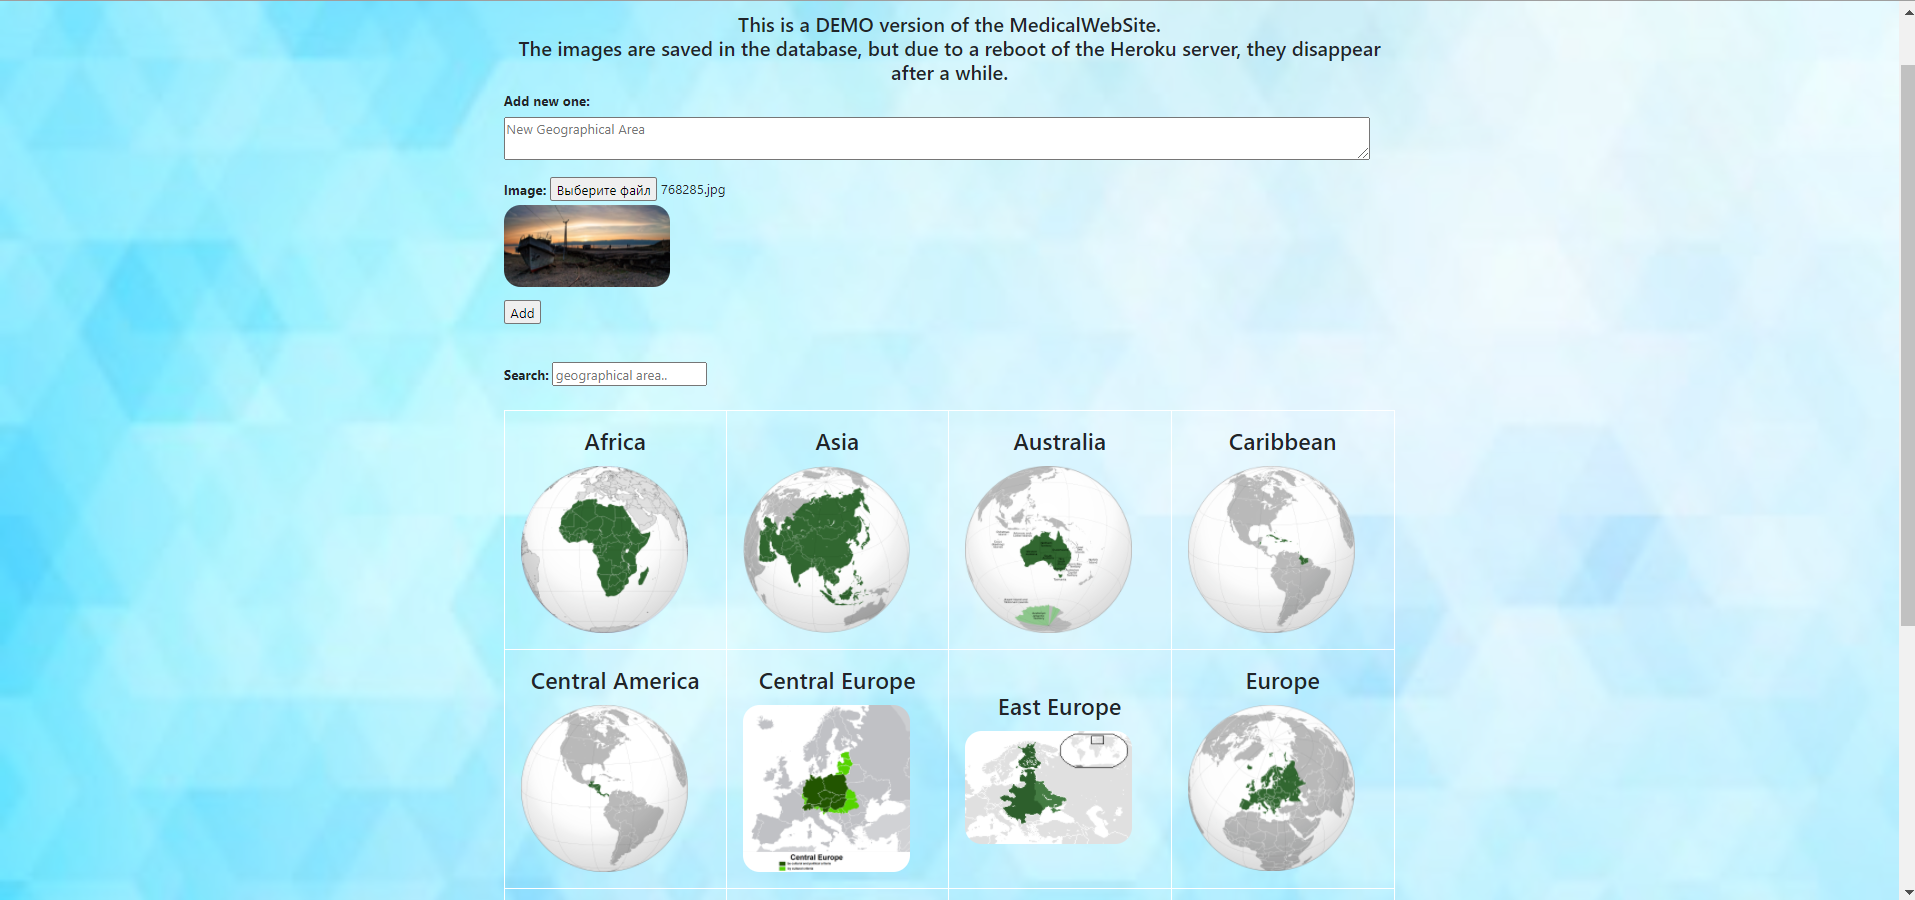 This is a DEMO version of the MedicalWebSite.
The images are saved in the database, but due to a reboot of the Heroku server, they disappear
after a while.
Add new one:
New Geographical Area
Image: Выберите файл 768285.jpg
Add
Search: geographical area..
Africa
Asia
Australia
Caribbean
Central America
Central Europe
East Europe
Europe
Central Europe